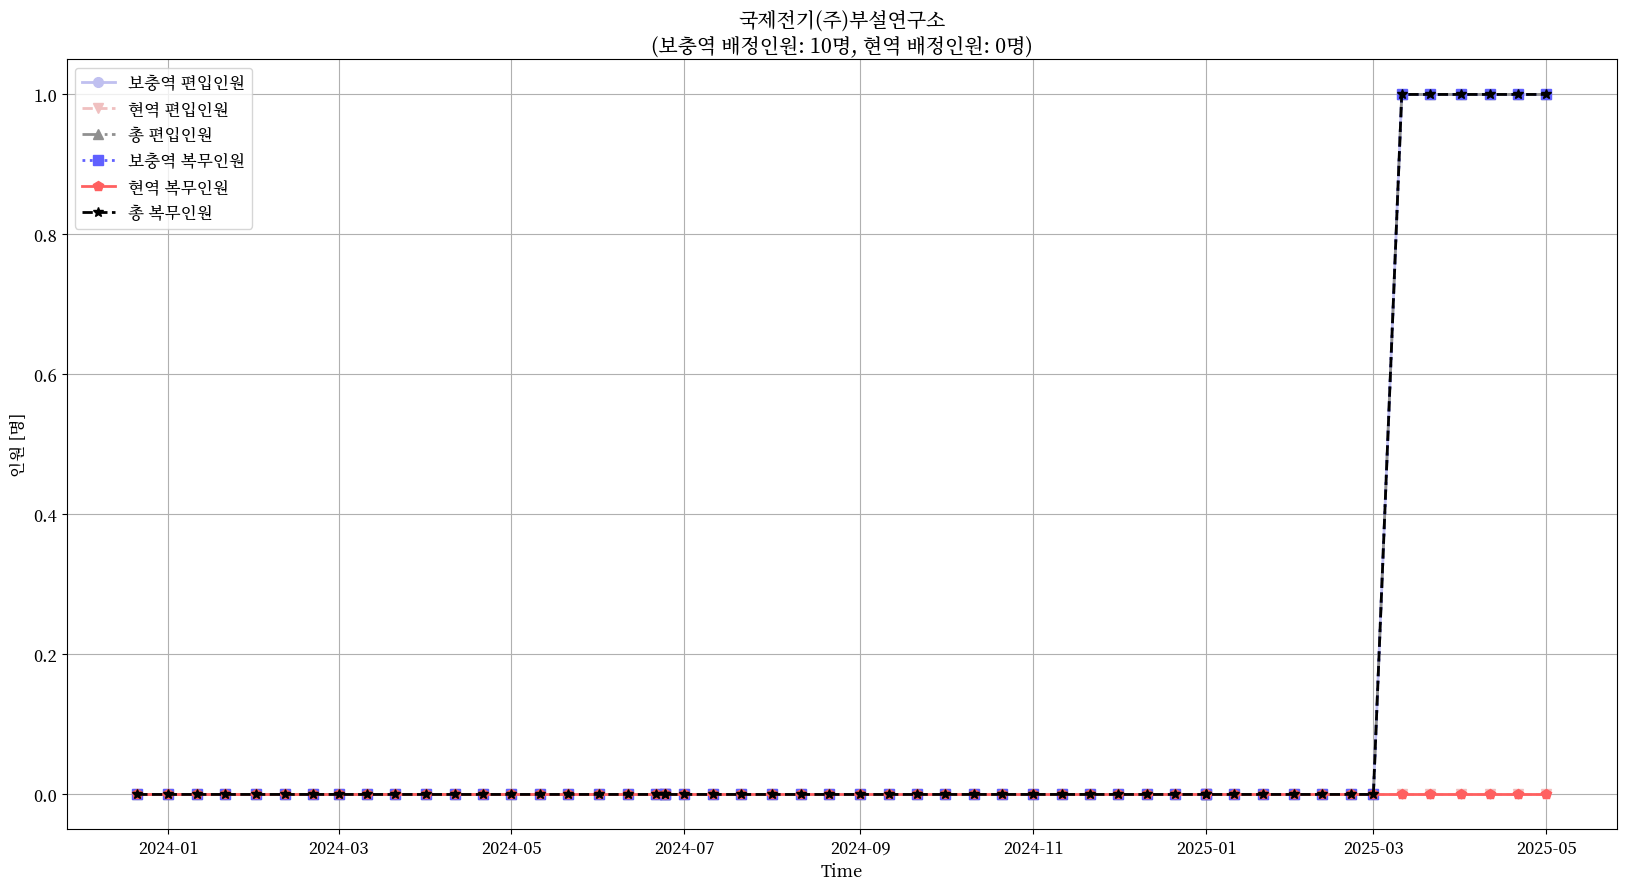 국제전기(주)부설연구소
(보충역 배정인원: 10명, 현역 배정인원: 0명)
보충역 편입인원
현역 편입인원
총 편입인원
보충역 복무인원
현역 복무인원
총 복무인원
인원 [명]
1.0
0.8
0.6
0.4
0.2
0.0
2024-01
2024-03
2024-05
2024-07
2024-09
2024-11
2025-01
2025-03
2025-05
Time